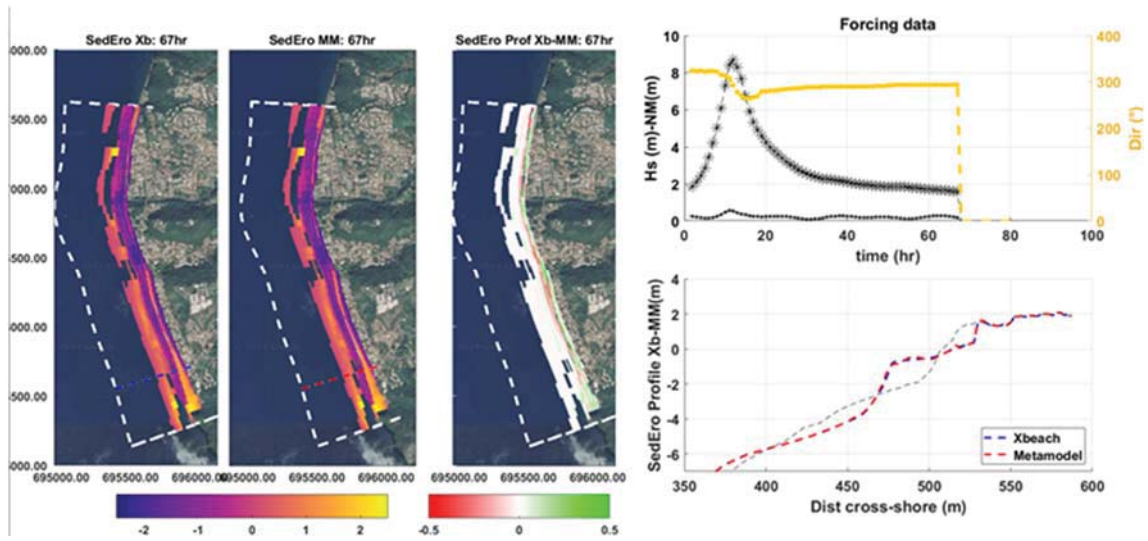 SedEro Xb: 67hr
SedEro MM: 67hr
SedEro Prof Xb-MM: 67hr
000.00
500.00
000.00
500.00
000.00
500.00
000.00
695000.00 695500.00 696000.00
695500.00 696000.00
695000.00 695500.00 696000.00
-2 -1 0 1 2
-0.5 0 0.5
Forcing data
Hs (m)-NM(m)
10
8
6
4
2
0
400
300
200
100
0
Dir (°)
0 20 40 60 80 100
time (hr)
SedEro Profile Xb-MM(m)
4
2
0
-2
-4
-6
Xbeach
Metamodel
350 400 450 500 550 600
Dist cross-shore (m)